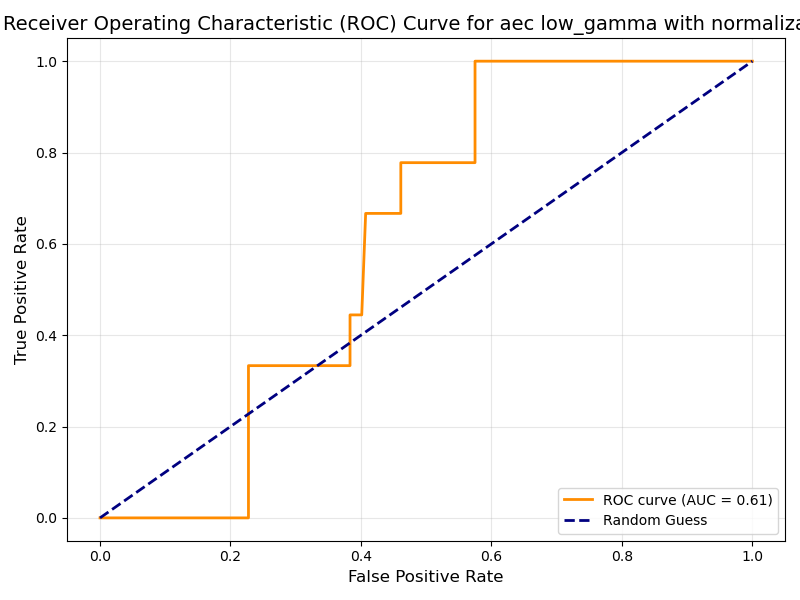 Receiver Operating Characteristic (ROC) Curve for aec low_gamma with normaliza
1.0
0.8
0.6
0.4
0.2
0.0
True Positive Rate
0.0 0.2 0.4 0.6 0.8 1.0
False Positive Rate
ROC curve (AUC = 0.61)
Random Guess